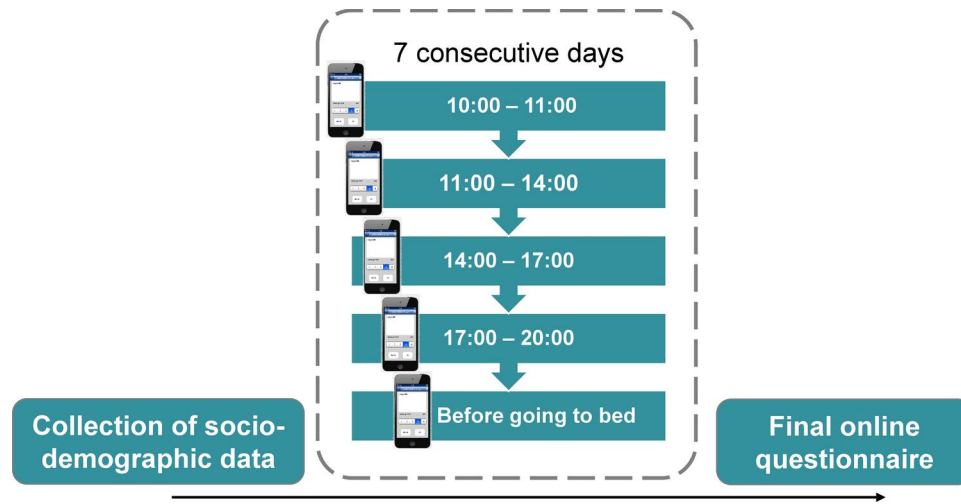 7 consecutive days
10:00 – 11:00
11:00 – 14:00
14:00 – 17:00
17:00 – 20:00
Before going to bed
Collection of socio-
demographic data
Final online
questionnaire